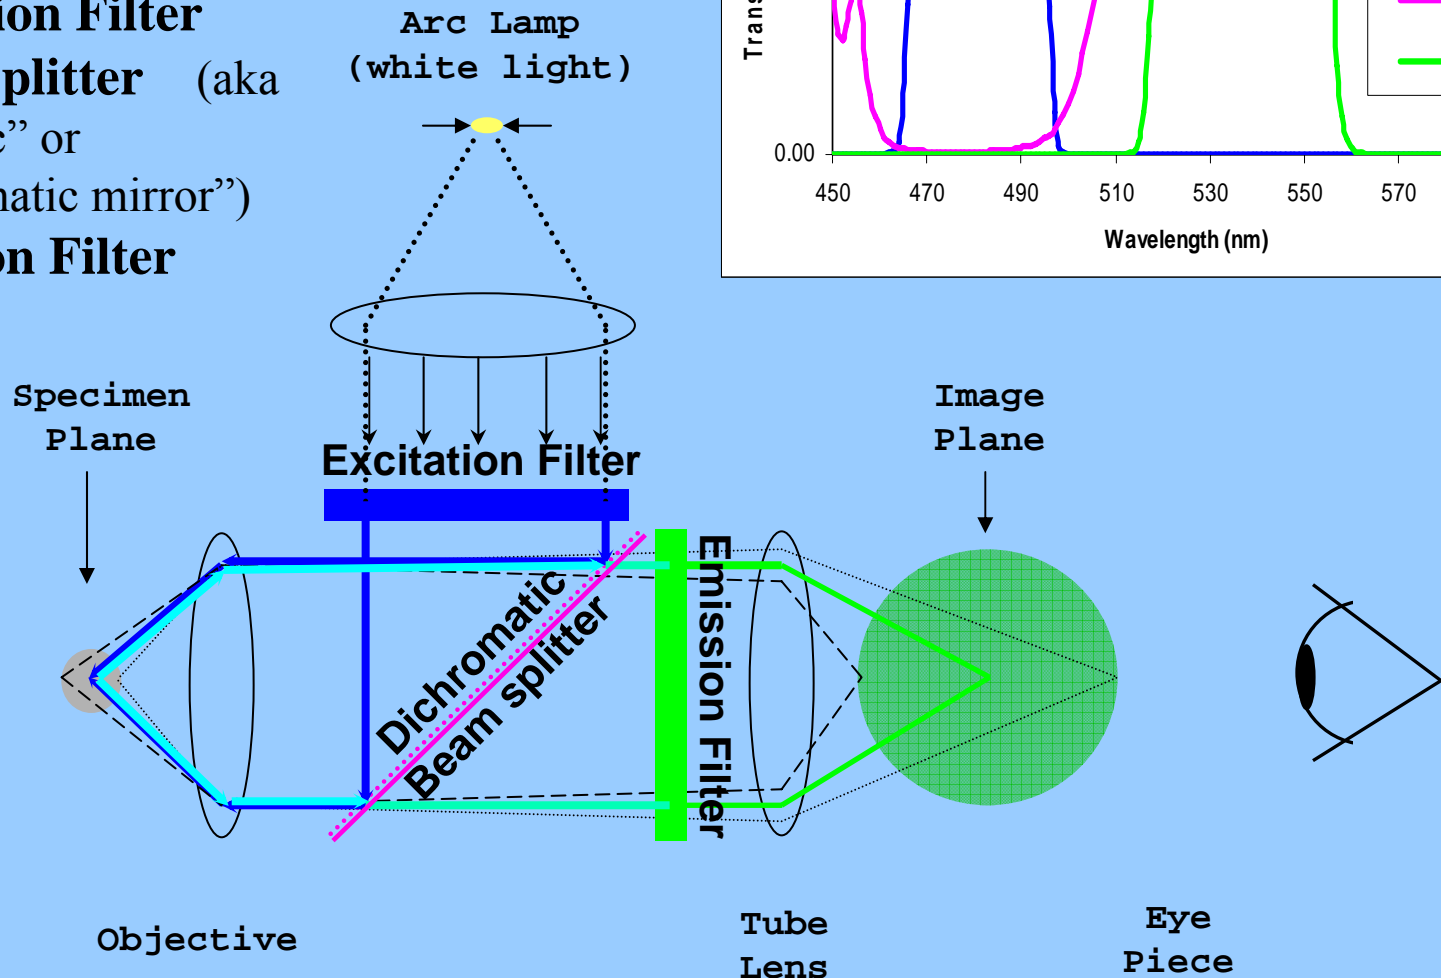 ion Filter
plitter (aka
c” or
natic mirror”)
on Filter
Arc Lamp
(white light)
Trans
0.00
450 470 490 510 530 550 570
Wavelength (nm)
Specimen
Plane
Image
Plane
Excitation Filter
Dichromatic
Beam splitter
Emission Filter
Objective
Tube
Lens
Eye
Piece